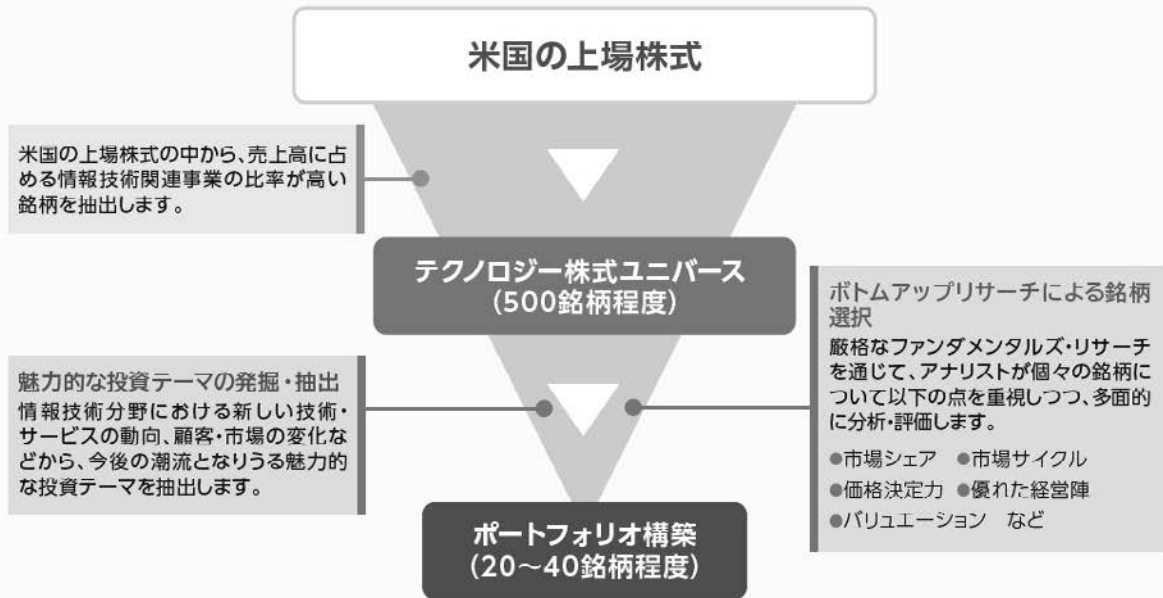 米国の上場株式
米国の上場株式の中から、売上高に占
める情報技術関連事業の比率が高い
銘柄を抽出します。
テクノロジー株式ユニバース
(500銘柄程度)
魅力的な投資テーマの発掘・抽出
情報技術分野における新しい技術・
サービスの動向、顧客・市場の変化な
どから、今後の潮流となりうる魅力的
な投資テーマを抽出します。
ボトムアップリサーチによる銘柄
選択
厳格なファンダメンタルズ・リサーチ
を通じて、アナリストが個々の銘柄に
ついて以下の点を重視しつつ、多面的
に分析・評価します。
●市場シェア ●市場サイクル
●価格決定力 ●優れた経営陣
●バリュエーション など
ポートフォリオ構築
(20〜40銘柄程度)